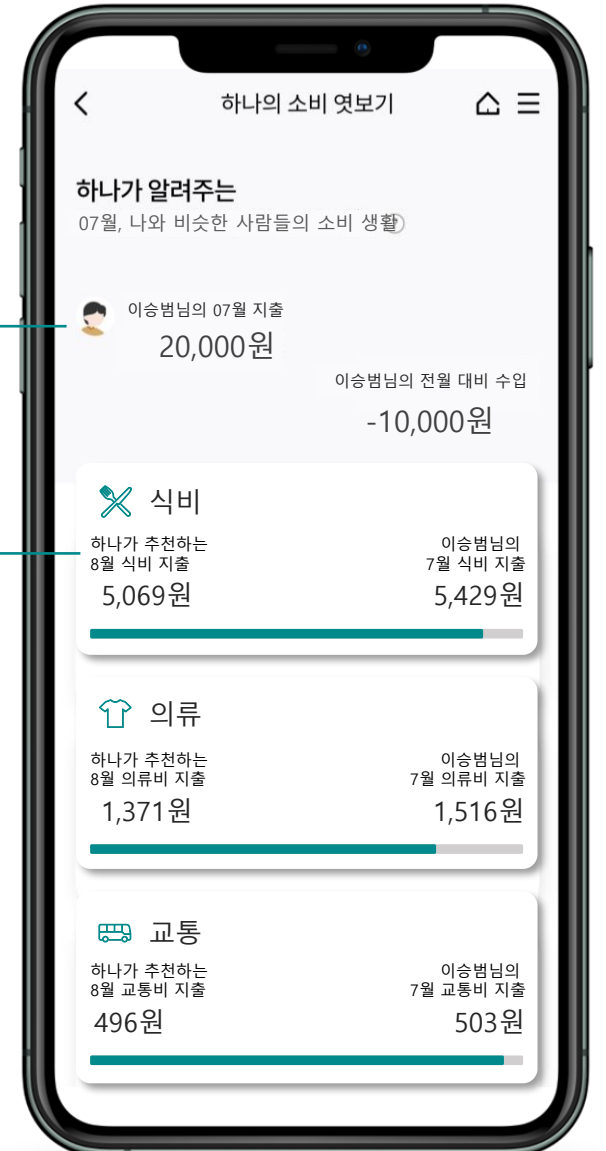 하나의 소비 엿보기
하나가 알려주는
07월, 나와 비슷한 사람들의 소비 생활
이승범님의 07월 지출
20,000원
이승범님의 전월 대비 수입
-10,000원
식비
하나가 추천하는
8월 식비 지출
5,069원
이승범님의
7월 식비 지출
5,429원
의류
하나가 추천하는
8월 의류비 지출
1,371원
이승범님의
7월 의류비 지출
1,516원
교통
하나가 추천하는
8월 교통비 지출
496원
이승범님의
7월 교통비 지출
503원